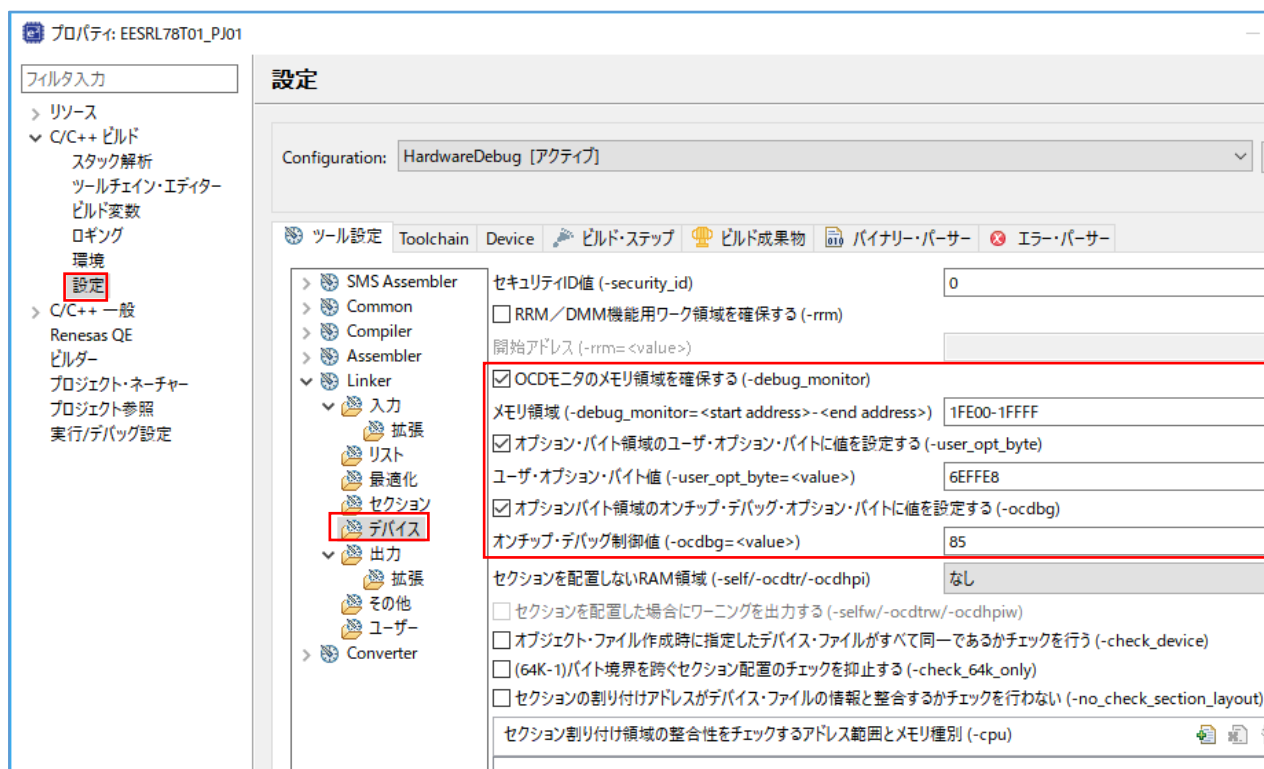 プロパティ: EESRL78T01_PJ01
フィルタ入力
リソース
C/C++ ビルド
スタック解析
ツールチェイン・エディター
ビルド変数
ロギング
環境
設定
C/C++ 一般
Renesas QE
ビルダー
プロジェクト・ネーチャー
プロジェクト参照
実行/デバッグ設定
設定
Configuration: HardwareDebug [アクティブ]
ツール設定 Toolchain Device ビルド・ステップ ビルド成果物 バイナリー・パーサー エラー・パーサー
SMS Assembler
Common
Compiler
Assembler
Linker
入力
拡張
リスト
最適化
セクション
デバイス
出力
拡張
その他
ユーザー
Converter
セキュリティID値 (-security_id) 0
RRM／DMM機能用ワーク領域を確保する (-rrm)
開始アドレス (-rrm=<value>)
OCDモニタのメモリ領域を確保する (-debug_monitor)
メモリ領域 (-debug_monitor=<start address>-<end address>) 1FE00-1FFFF
オプション・バイト領域のユーザ・オプション・バイトに値を設定する (-user_opt_byte)
ユーザ・オプション・バイト値 (-user_opt_byte=<value>) 6EFFE8
オプションバイト領域のオンチップ・デバッグ・オプション・バイトに値を設定する (-ocdbg)
オンチップ・デバッグ制御値 (-ocdbg=<value>) 85
セクションを配置しないRAM領域 (-self/-ocdtr/-ocdhpi) なし
セクションを配置した場合にワーニングを出力する (-selfw/-ocdtrw/-ocdhpiw)
オブジェクト・ファイル作成時に指定したデバイス・ファイルがすべて同一であるかチェックを行う (-check_device)
(64K-1)バイト境界を跨ぐセクション配置のチェックを抑止する (-check_64k_only)
セクションの割り付けアドレスがデバイス・ファイルの情報と整合するかチェックを行わない (-no_check_section_layout)
セクション割り付け領域の整合性をチェックするアドレス範囲とメモリ種別 (-cpu)